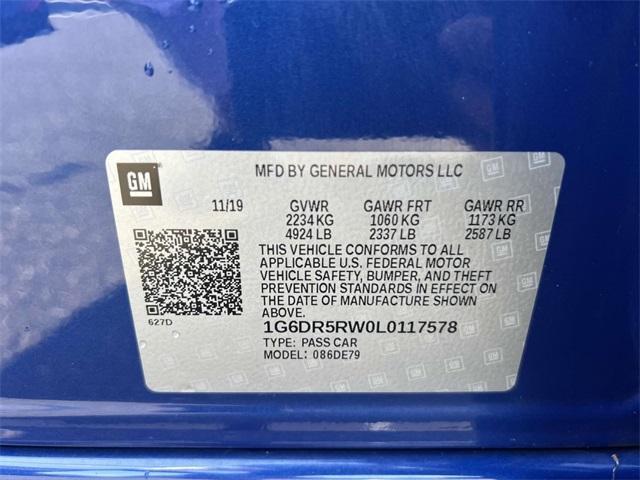 GM
MFD BY GENERAL MOTORS LLC
11/19 GVWR GAWR FRT GAWR RR
2234 KG 1060 KG 1173 KG
4924 LB 2337 LB 2587 LB
THIS VEHICLE CONFORMS TO ALL
APPLICABLE U.S. FEDERAL MOTOR
VEHICLE SAFETY, BUMPER, AND THEFT
PREVENTION STANDARDS IN EFFECT ON
THE DATE OF MANUFACTURE SHOWN
ABOVE.
627D
1G6DR5RW0L0117578
TYPE: PASS CAR
MODEL: 086DE79